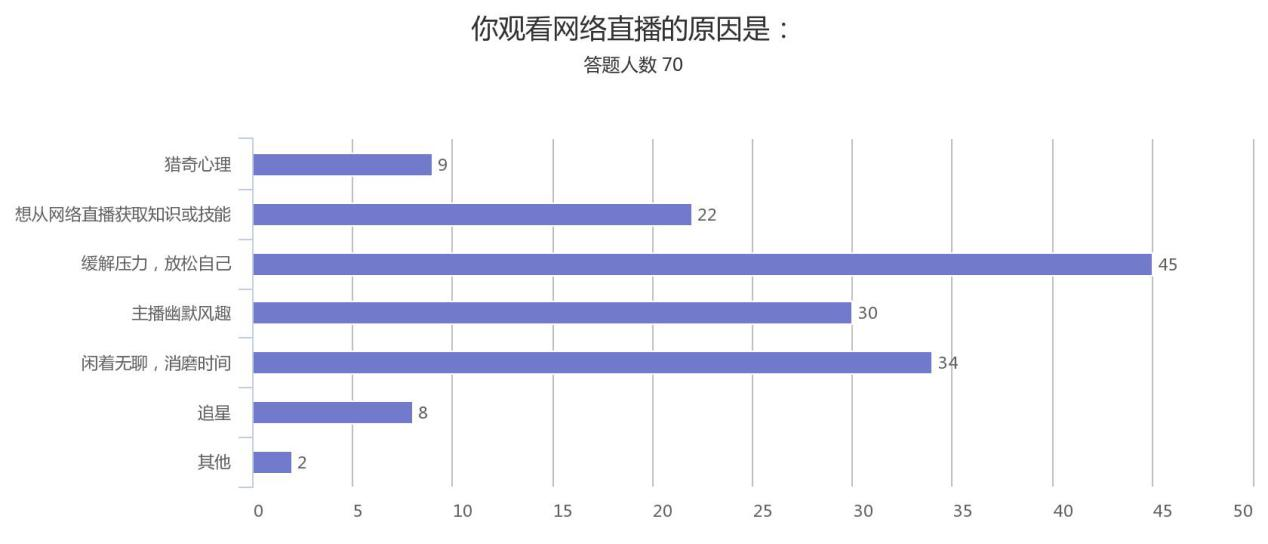 你观看网络直播的原因是：
答题人数 70
猎奇心理 9
想从网络直播获取知识或技能 22
缓解压力，放松自己 45
主播幽默风趣 30
闲着无聊，消磨时间 34
追星 8
其他 2
0 5 10 15 20 25 30 35 40 45 50